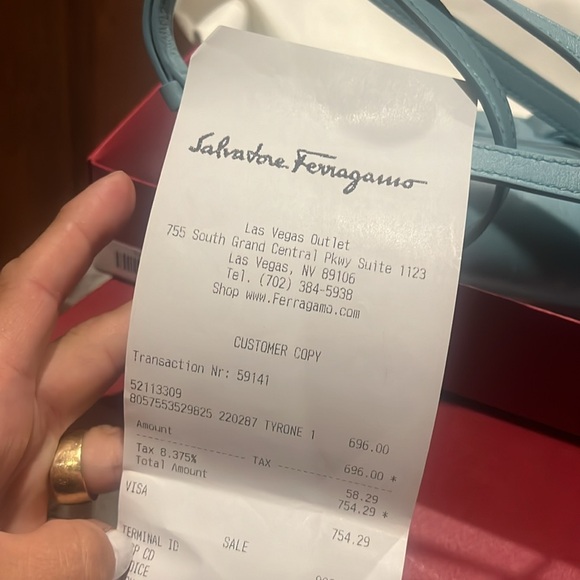 Salvatore Ferragamo
Las Vegas Outlet
755 South Grand Central Pkwy Suite 1123
Las Vegas, NV 89106
Tel. (702) 384-5938
Shop www.Ferragamo.com
CUSTOMER COPY
Transaction Nr: 59141
52113309
8057553529825 220287 TYRONE 1 696.00
Amount 696.00 *
TAX
Tax 8.375% 58.29
Total Amount 754.29 *
VISA 754.29
TERMINAL ID SALE
CD